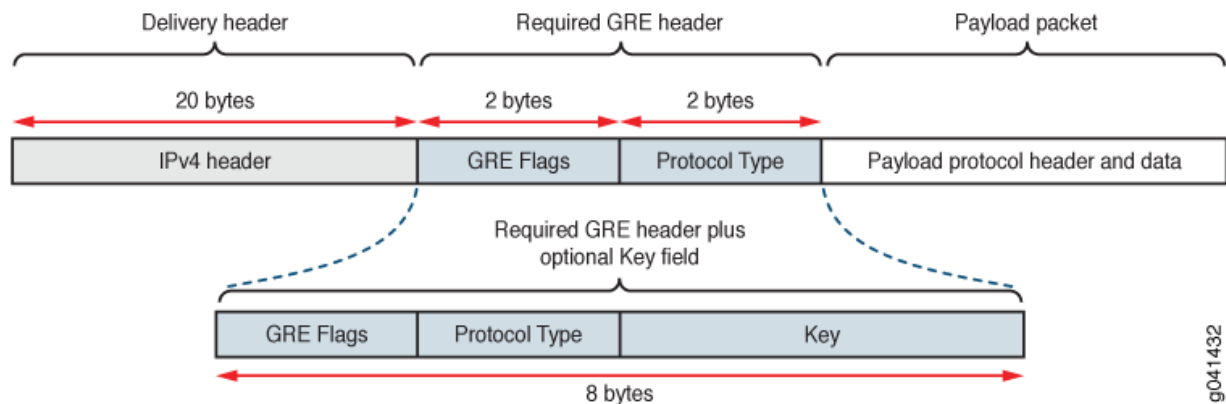 Delivery header
Required GRE header
Payload packet
20 bytes
2 bytes
2 bytes
IPv4 header
GRE Flags
Protocol Type
Payload protocol header and data
Required GRE header plus
optional Key field
GRE Flags
Protocol Type
Key
8 bytes
g041432